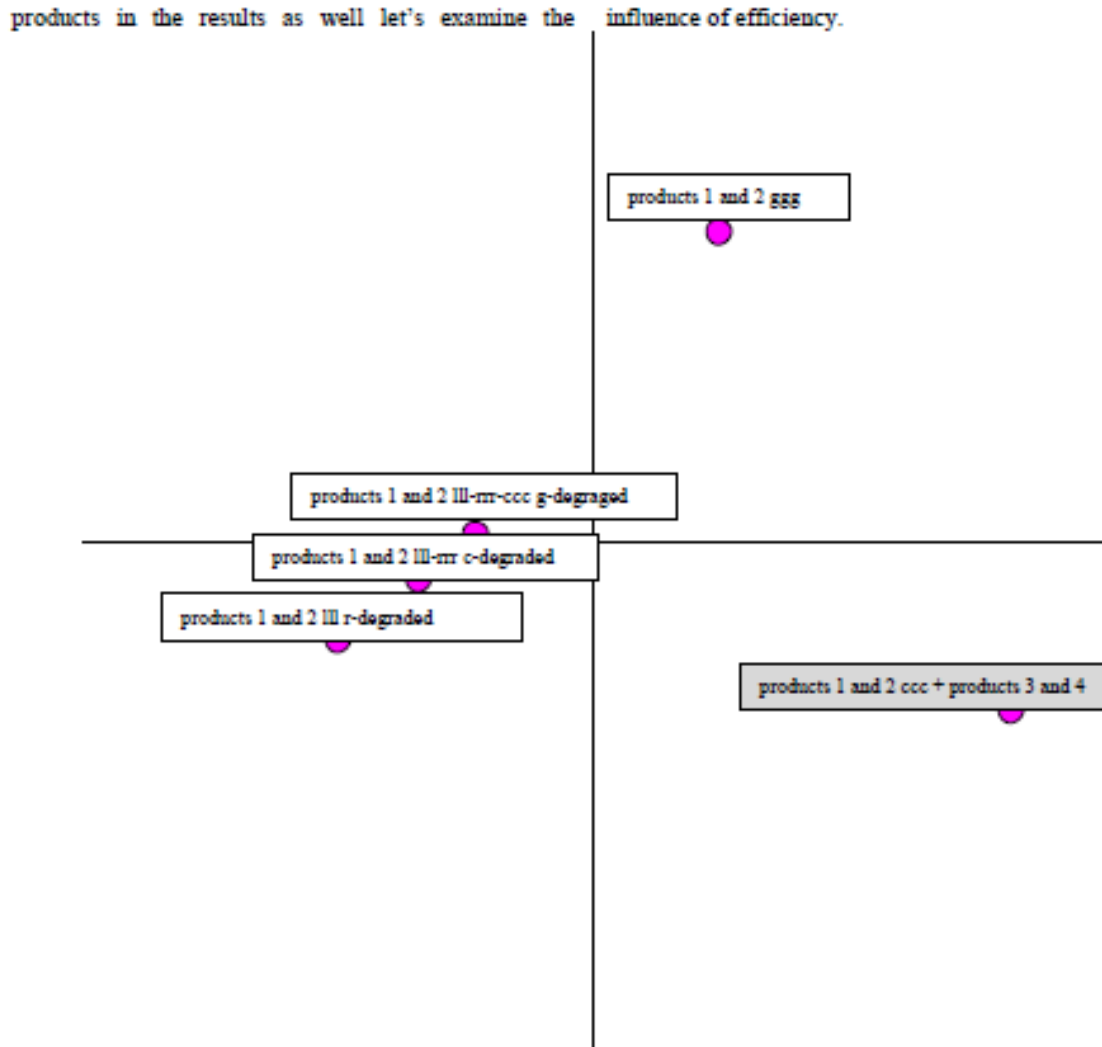 products in the results as well let's examine the
influence of efficiency.
products 1 and 2 ggg
products 1 and 2 lll-rrr-ccc g-degraged
products 1 and 2 lll-rrr c-degraded
products 1 and 2 lll r-degraded
products 1 and 2 ccc + products 3 and 4